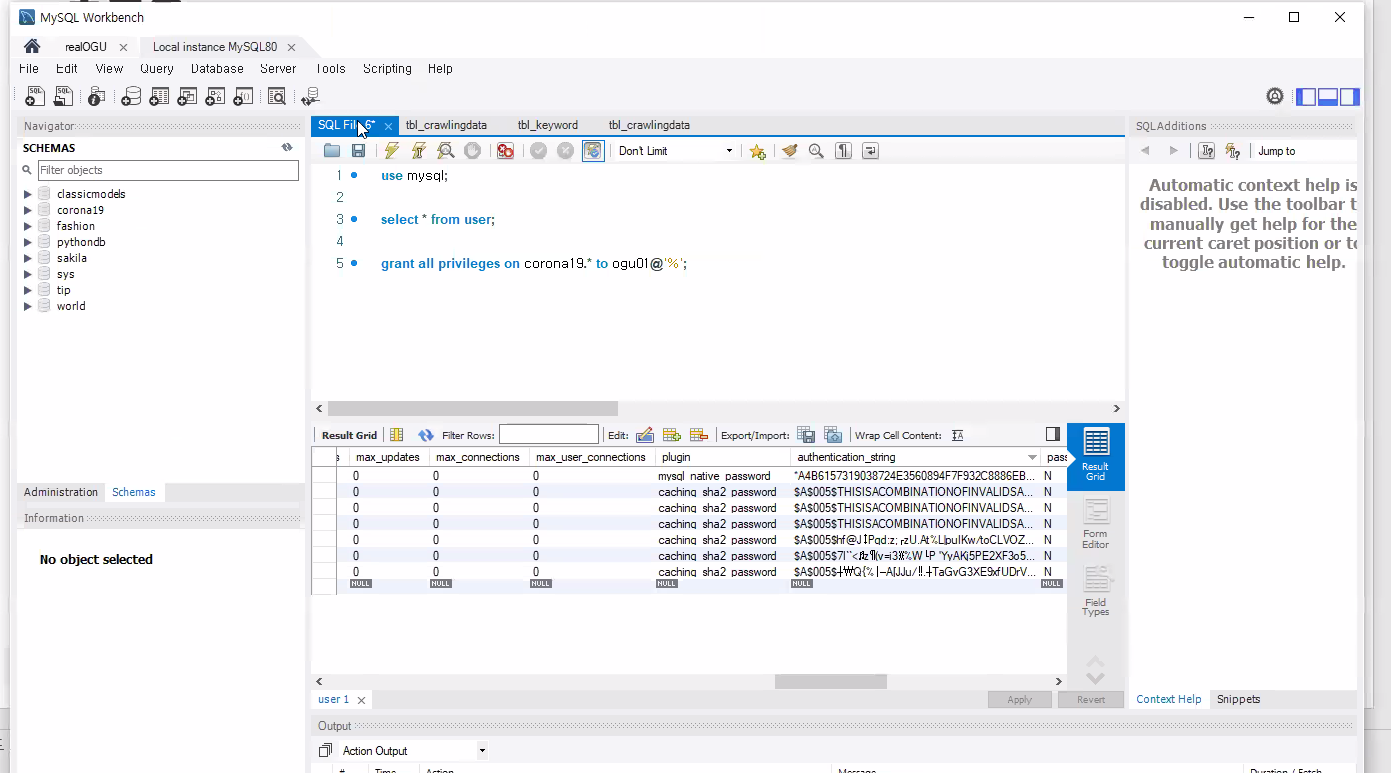 MySQL Workbench
realOGU
Local instance MySQL80
File Edit View Query Database Server Tools Scripting Help
Navigator
SCHEMAS
Filter objects
classicmodels
corona19
fashion
pythondb
sakila
sys
tip
world
Administration Schemas
Information
No object selected
SQL File 6* tbl_crawlingdata tbl_keyword tbl_crawlingdata
Don't Limit
1 use mysql;
2
3 select * from user;
4
5 grant all privileges on corona19.* to ogu01@'%';
Result Grid Filter Rows: Edit: Export/Import: Wrap Cell Content: IA
max_updates max_connections max_user_connections plugin authentication_string pass
0 0 0 mysql_native_password *A4B6157319038724E3560894F7F932C8886EB... N
0 0 0 caching_sha2_password $A$005$THISISACOMBINATIONOFINVALIDSA... N
0 0 0 caching_sha2_password $A$005$THISISACOMBINATIONOFINVALIDSA... N
0 0 0 caching_sha2_password $A$005$THISISACOMBINATIONOFINVALIDSA... N
0 0 0 caching_sha2_password N
0 0 0 caching_sha2_password N
0 0 0 caching_sha2_password N
NULL NULL NULL NULL NULL NULL
Result Grid
Form Editor
Field Types
user 1
Apply Revert
Output
Action Output
# Time Action Message Duration / Fetch
SQLAdditions
Jump to
Automatic context help is
disabled. Use the toolbar t
manually get help for the
current caret position or to
toggle automatic help.
Context Help Snippets